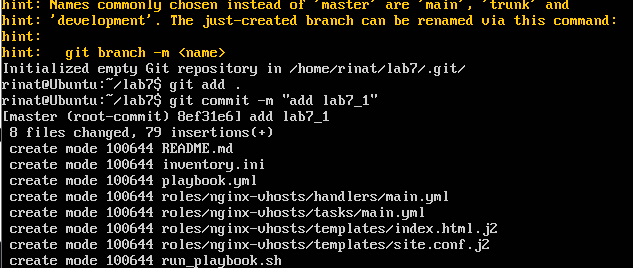 hint: Names commonly chosen instead of 'master' are 'main', 'trunk' and
hint: 'development'. The just-created branch can be renamed via this command:
hint:
hint:   git branch -m <name>
Initialized empty Git repository in /home/rinat/lab7/.git/
rinat@Ubuntu:~/lab7$ git add .
rinat@Ubuntu:~/lab7$ git commit -m "add lab7_1"
[master (root-commit) 8ef31e6] add lab7_1
 8 files changed, 79 insertions(+)
 create mode 100644 README.md
 create mode 100644 inventory.ini
 create mode 100644 playbook.yml
 create mode 100644 roles/nginx-vhosts/handlers/main.yml
 create mode 100644 roles/nginx-vhosts/tasks/main.yml
 create mode 100644 roles/nginx-vhosts/templates/index.html.j2
 create mode 100644 roles/nginx-vhosts/templates/site.conf.j2
 create mode 100644 run_playbook.sh